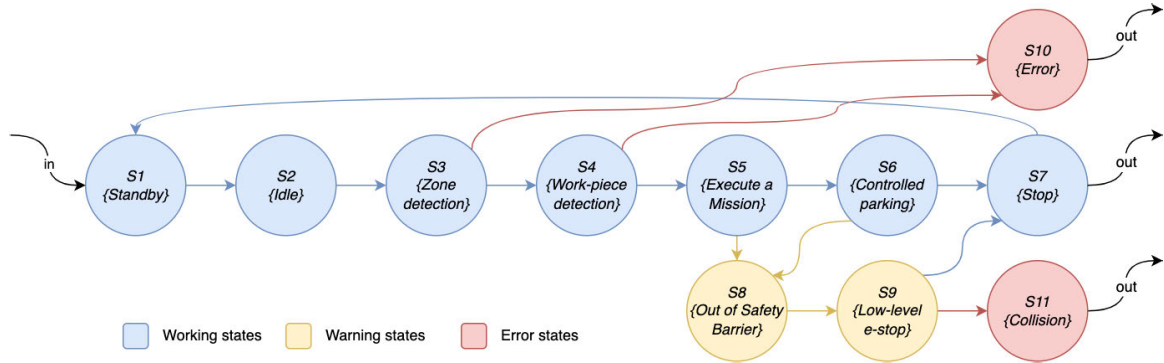 out
S10
{Error}
in
S1
{Standby}
S2
{Idle}
S3
{Zone
detection}
S4
{Work-piece
detection}
S5
{Execute a
Mission}
S6
{Controlled
parking}
S7
{Stop}
out
S8
{Out of Safety
Barrier}
S9
{Low-level
e-stop}
S11
{Collision}
out
Working states
Warning states
Error states